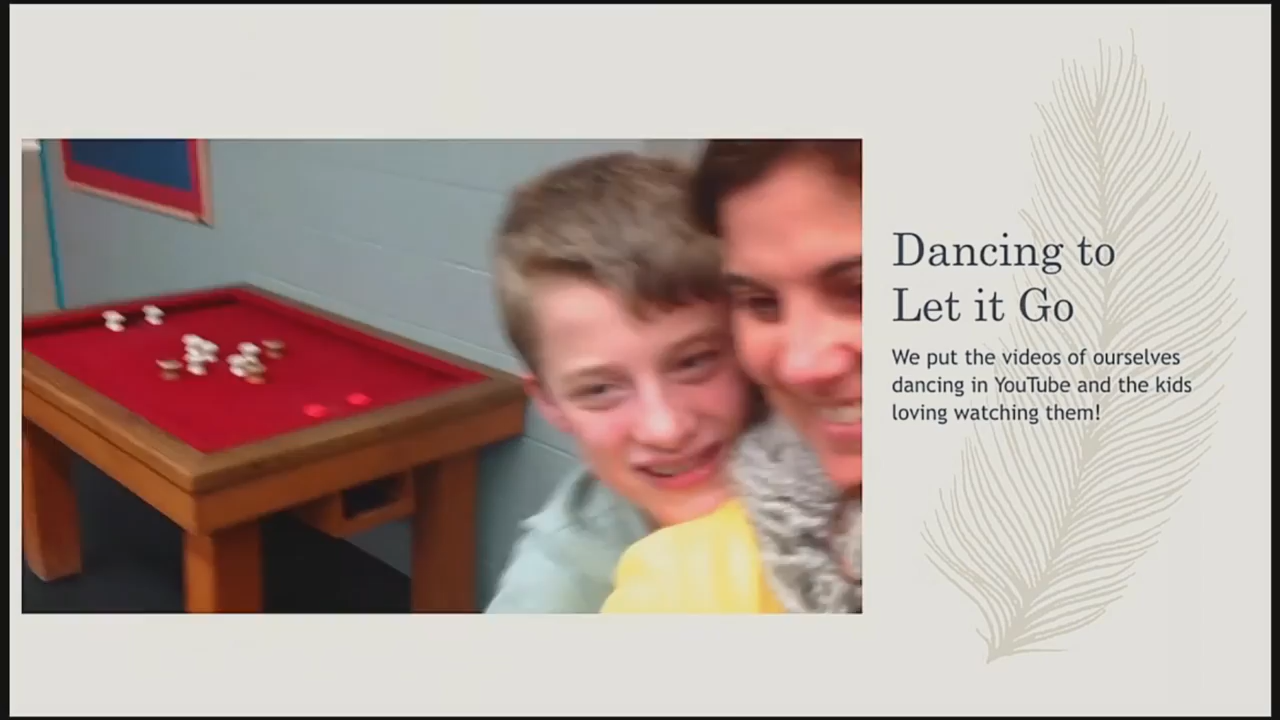 Dancing to
Let it Go
We put the videos of ourselves
dancing in YouTube and the kids
loving watching them!